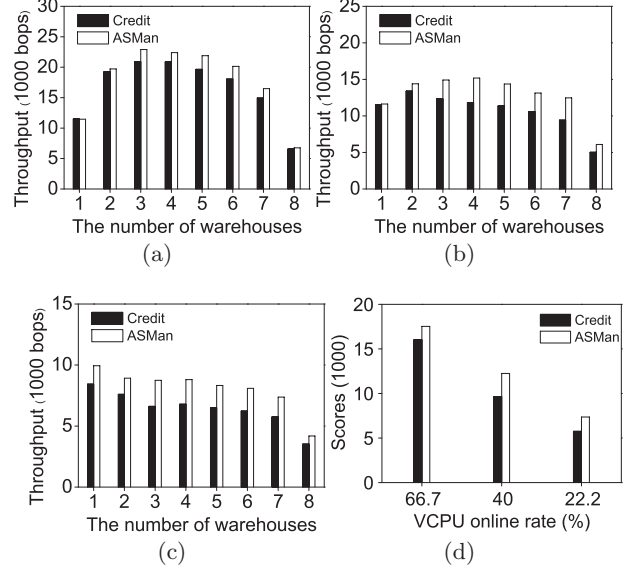 Throughput (1000 bops)
30
25
20
15
10
5
0
Credit
ASMan
1 2 3 4 5 6 7 8
The number of warehouses
(a)
Throughput (1000 bops)
25
20
15
10
5
0
Credit
ASMan
1 2 3 4 5 6 7 8
The number of warehouses
(b)
Throughput (1000 bops)
15
10
5
0
Credit
ASMan
1 2 3 4 5 6 7 8
The number of warehouses
(c)
Scores (1000)
20
15
10
5
0
Credit
ASMan
66.7 40 22.2
VCPU online rate (%)
(d)